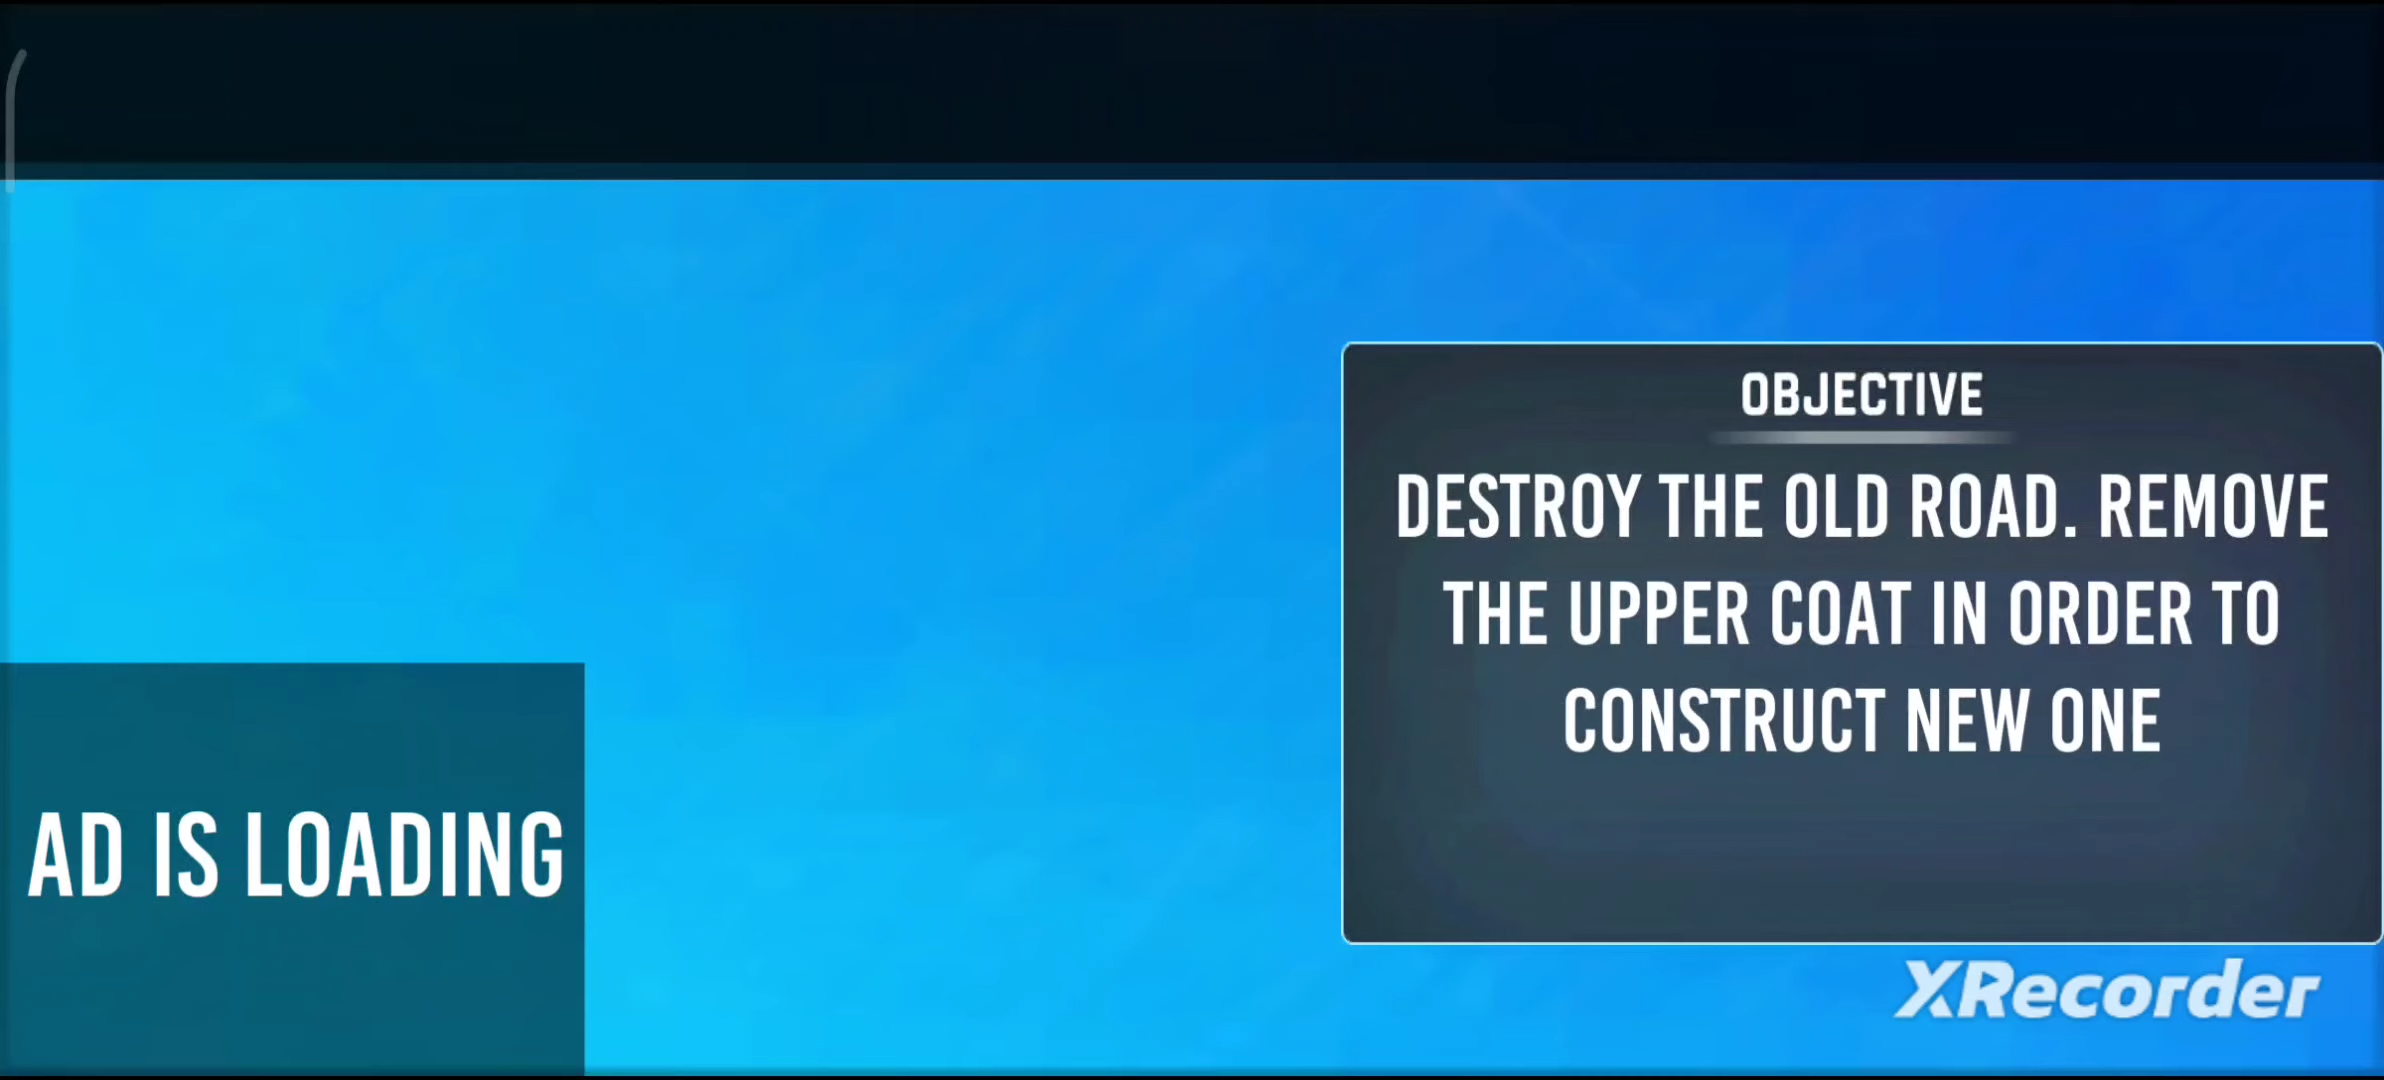 OBJECTIVE
DESTROY THE OLD ROAD. REMOVE
THE UPPER COAT IN ORDER TO
CONSTRUCT NEW ONE
AD IS LOADING
XRecorder